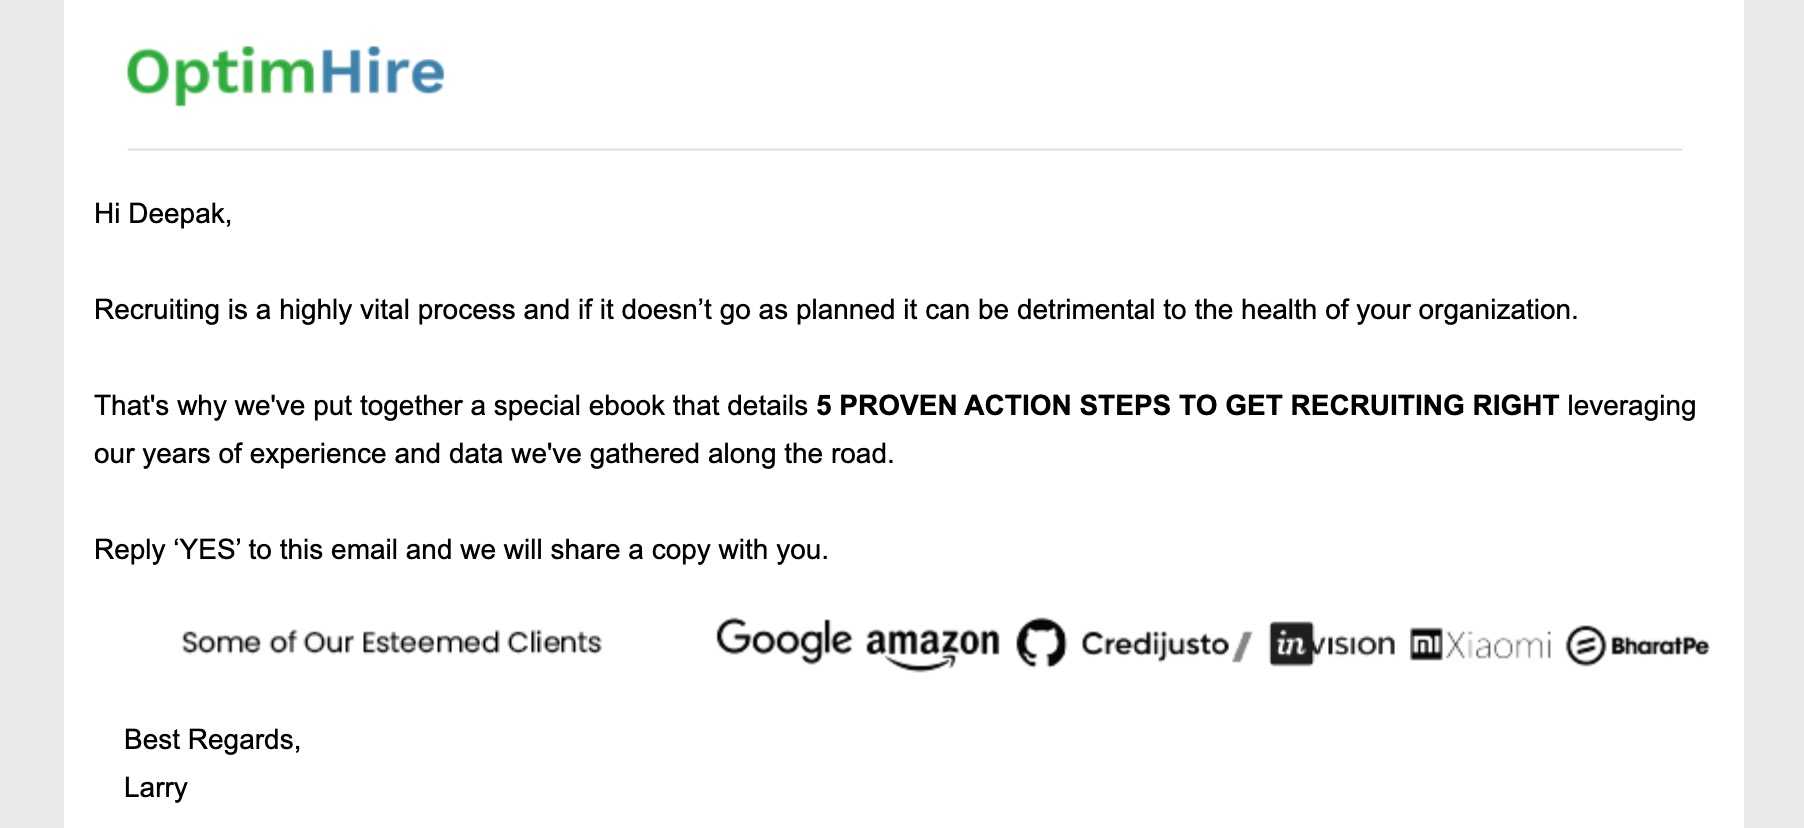 OptimHire
Hi Deepak,
Recruiting is a highly vital process and if it doesn’t go as planned it can be detrimental to the health of your organization.
That's why we've put together a special ebook that details 5 PROVEN ACTION STEPS TO GET RECRUITING RIGHT leveraging
our years of experience and data we've gathered along the road.
Reply ‘YES’ to this email and we will share a copy with you.
Some of Our Esteemed Clients Google amazon Credijusto/ invision mi Xiaomi BharatPe
Best Regards,
Larry